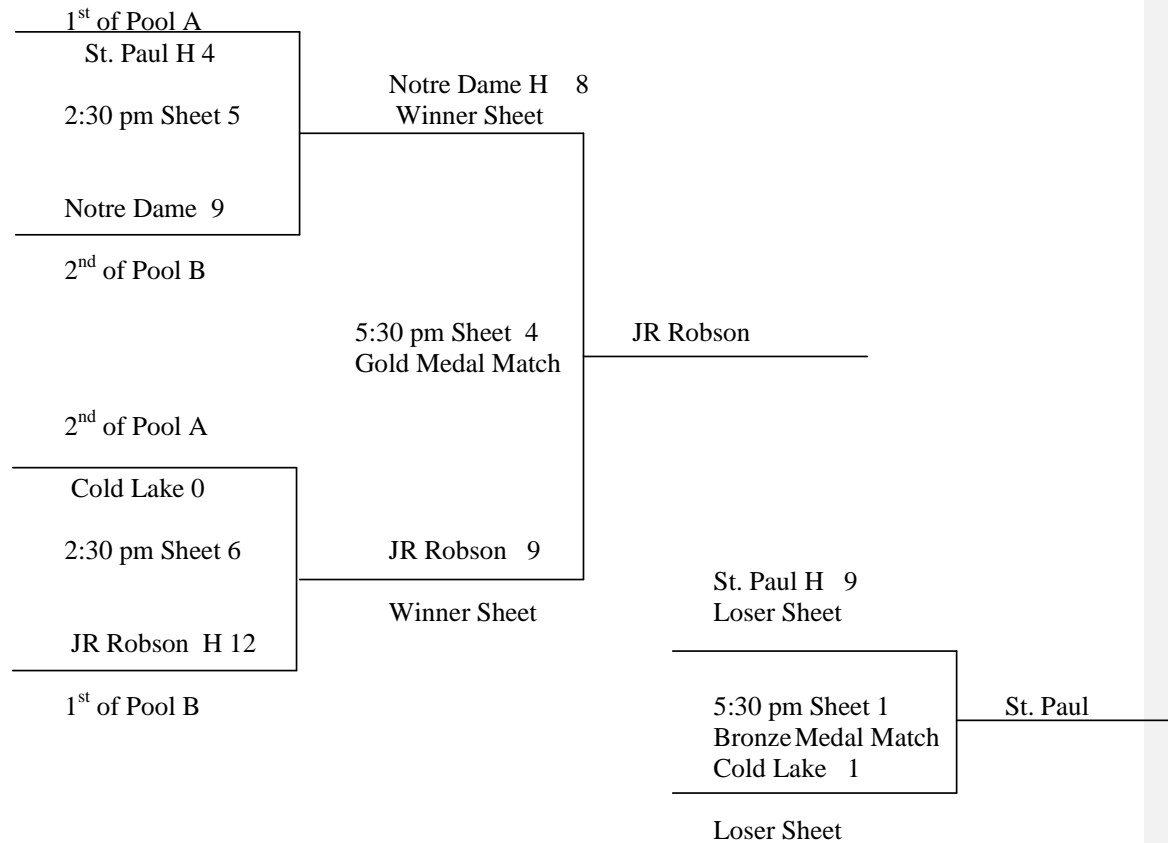 1st of Pool A
St. Paul H 4
2:30 pm Sheet 5
Notre Dame 9
2nd of Pool B
Notre Dame H 8
Winner Sheet
5:30 pm Sheet 4
Gold Medal Match
JR Robson
2nd of Pool A
Cold Lake 0
2:30 pm Sheet 6
JR Robson H 12
1st of Pool B
JR Robson 9
Winner Sheet
St. Paul H 9
Loser Sheet
5:30 pm Sheet 1
Bronze Medal Match
Cold Lake 1
Loser Sheet
St. Paul